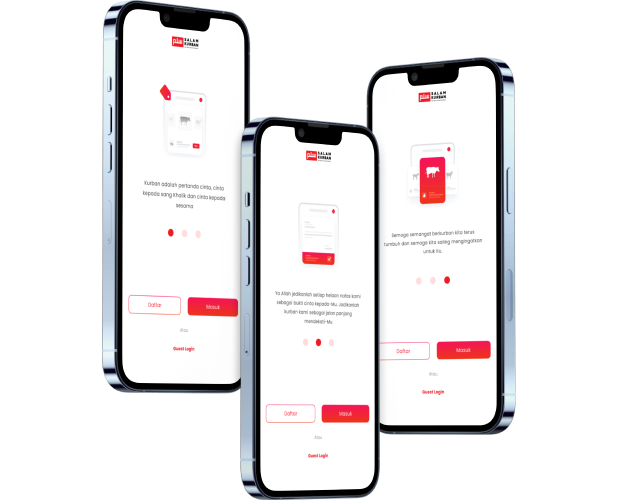 SALAM
KURBAN
Kurban adalah pertanda cinta, cinta
kepada sang Khalik dan cinta kepada
sesama
Daftar
Masuk
Atau
Guest Login
SALAM
KURBAN
Ya Allah jadikanlah setiap helaan nafas kami
sebagai bukti cinta kepada-Mu. Jadikanlah
kurban kami sebagai jalan panjang
mendekati-Mu
Daftar
Masuk
Atau
Guest Login
SALAM
KURBAN
Semoga semangat berkurban kita terus
tumbuh dan semoga kita saling mengingatkan
untuk itu.
Daftar
Masuk
Atau
Guest Login